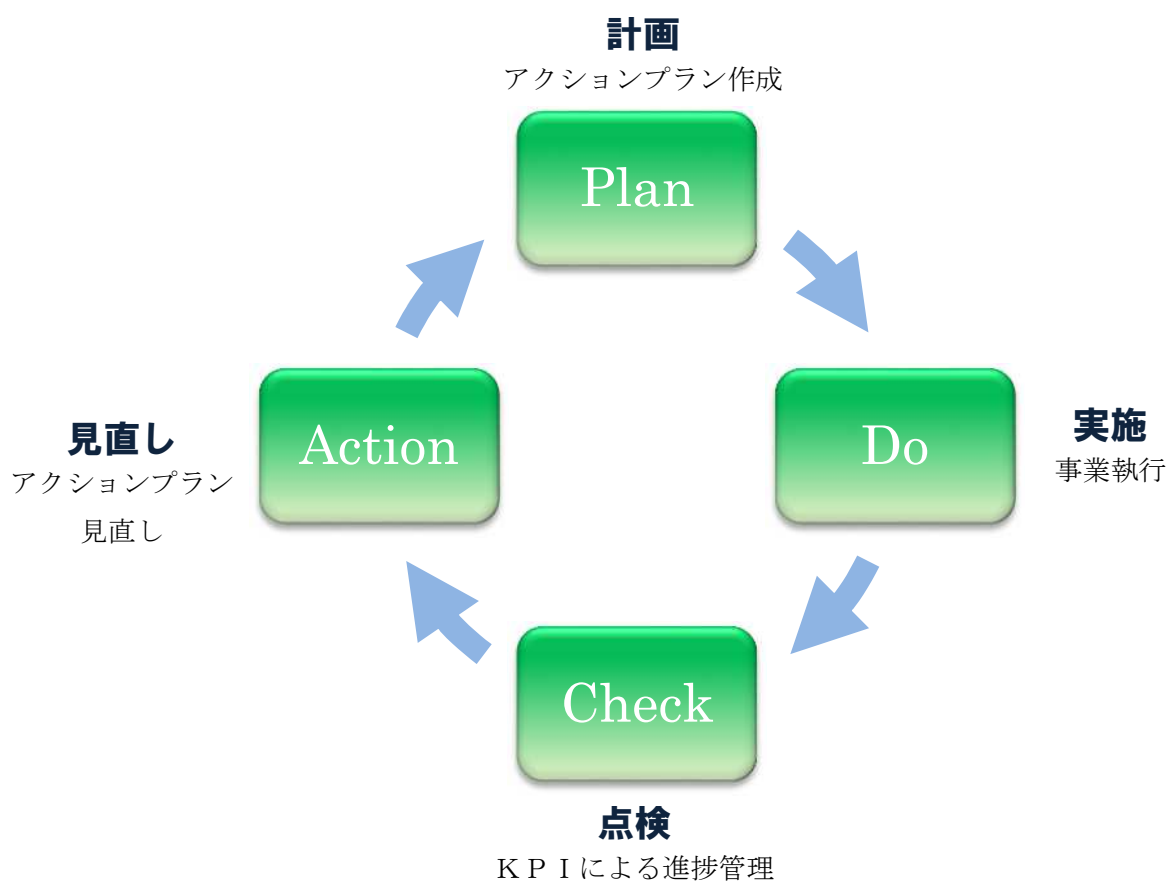 計画
アクションプラン作成
Plan
Do
実施
事業執行
Check
点検
ＫＰＩによる進捗管理
Action
見直し
アクションプラン
見直し